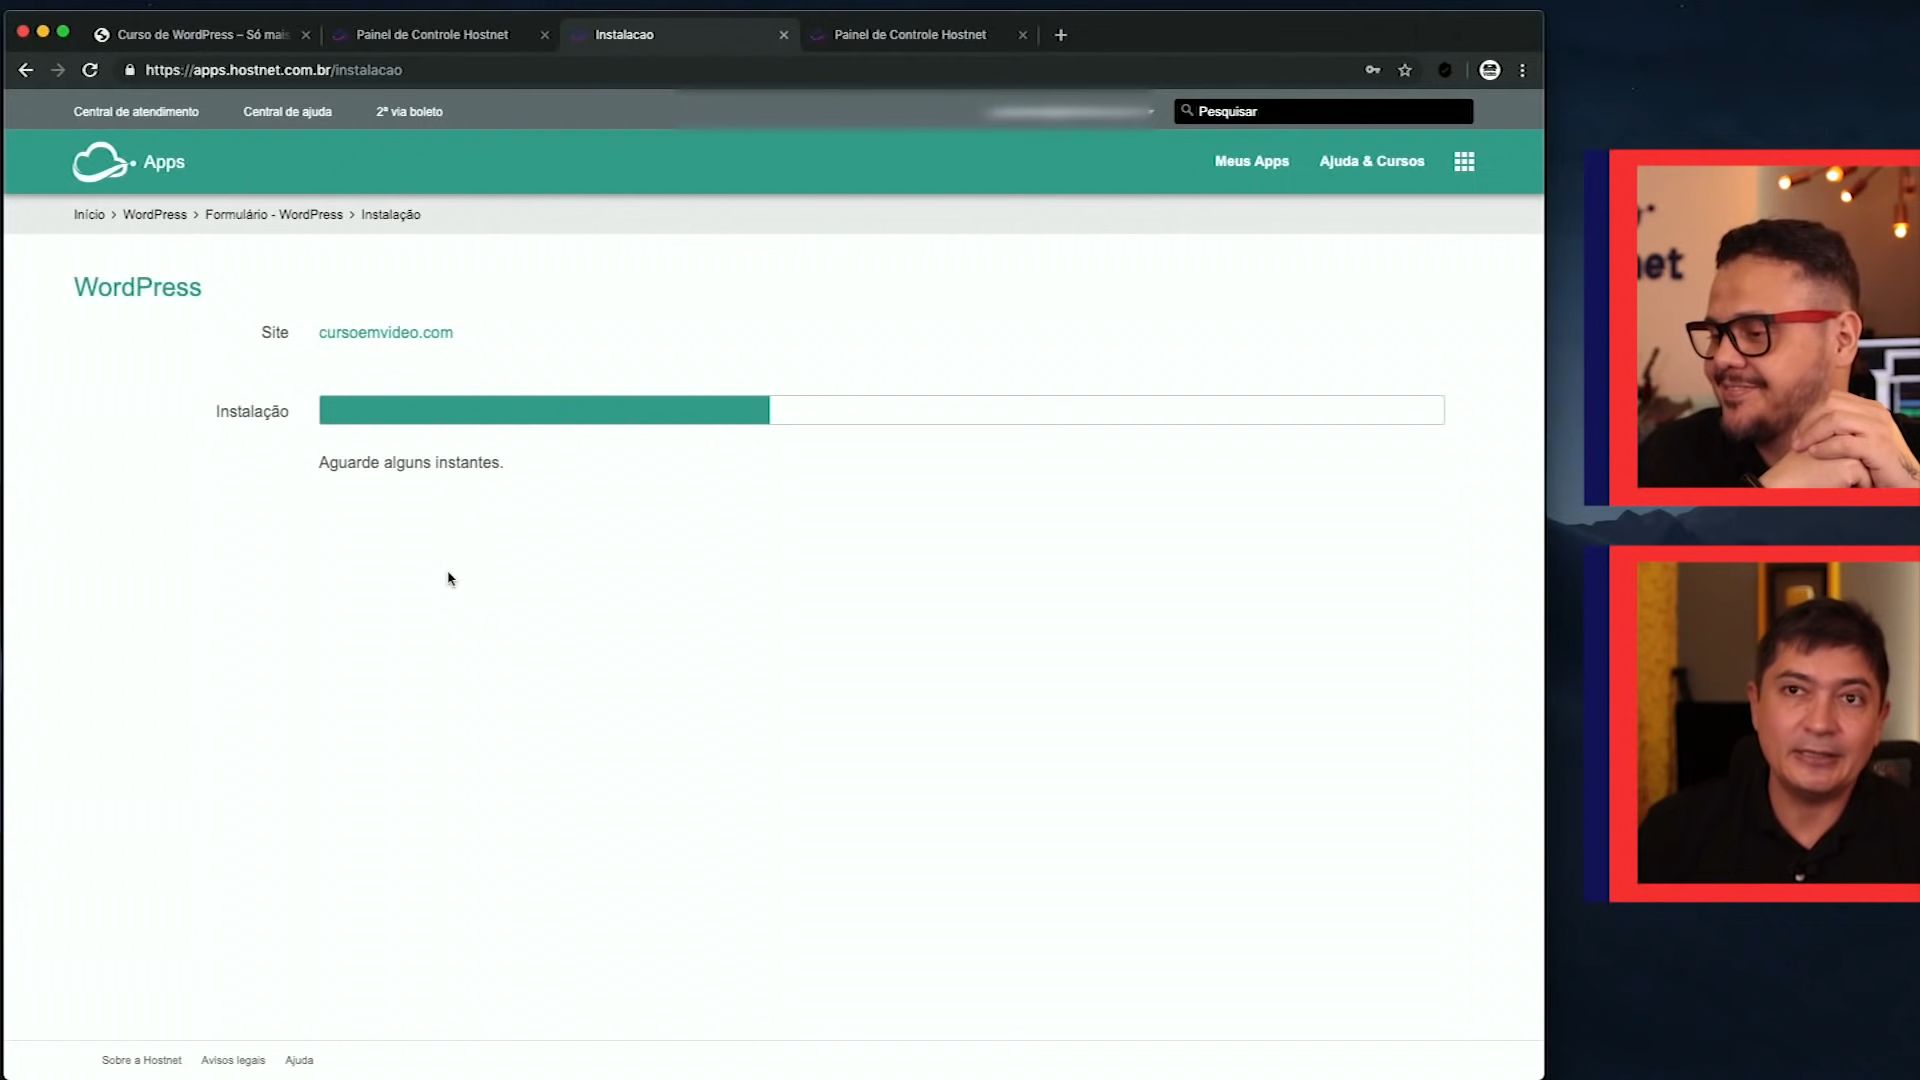 Curso de WordPress – Só mais
Painel de Controle Hostnet
Instalacao
Painel de Controle Hostnet
https://apps.hostnet.com.br/instalacao
Central de atendimento
Central de ajuda
2ª via boleto
Pesquisar
Apps
Meus Apps
Ajuda & Cursos
Início > WordPress > Formulário - WordPress > Instalação
WordPress
Site
cursoemvideo.com
Instalação
Aguarde alguns instantes.
Sobre a Hostnet
Avisos legais
Ajuda
et